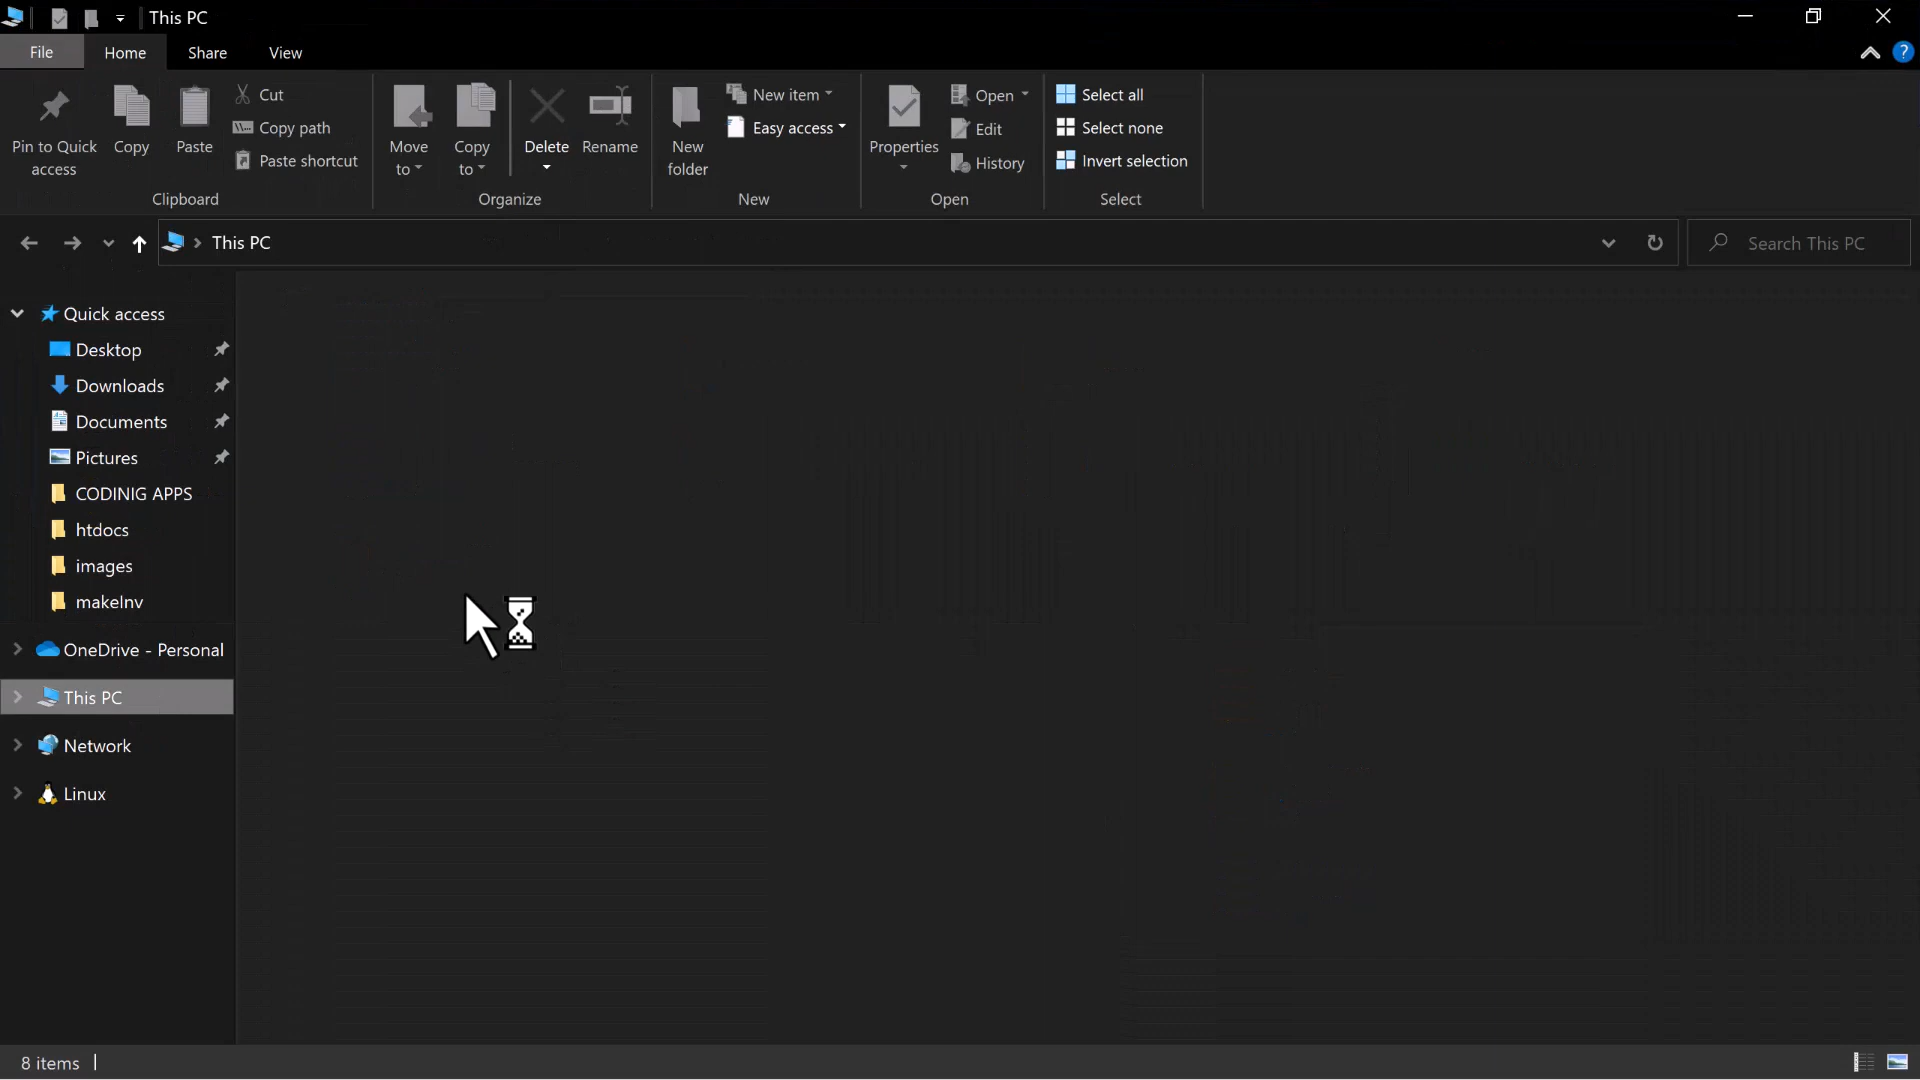 This PC
File Home Share View
Pin to Quick access
Copy
Paste
Cut
Copy path
Paste shortcut
Clipboard
Move to
Copy to
Delete
Rename
Organize
New folder
New item
Easy access
New
Properties
Open
Edit
History
Open
Select all
Select none
Invert selection
Select
This PC
Search This PC
Quick access
Desktop
Downloads
Documents
Pictures
CODINIG APPS
htdocs
images
makeInv
OneDrive - Personal
This PC
Network
Linux
8 items